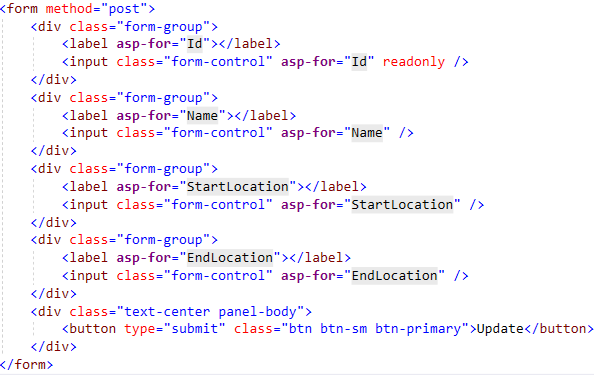 <form method="post">
    <div class="form-group">
        <label asp-for="Id"></label>
        <input class="form-control" asp-for="Id" readonly />
    </div>
    <div class="form-group">
        <label asp-for="Name"></label>
        <input class="form-control" asp-for="Name" />
    </div>
    <div class="form-group">
        <label asp-for="StartLocation"></label>
        <input class="form-control" asp-for="StartLocation" />
    </div>
    <div class="form-group">
        <label asp-for="EndLocation"></label>
        <input class="form-control" asp-for="EndLocation" />
    </div>
    <div class="text-center panel-body">
        <button type="submit" class="btn btn-sm btn-primary">Update</button>
    </div>
</form>